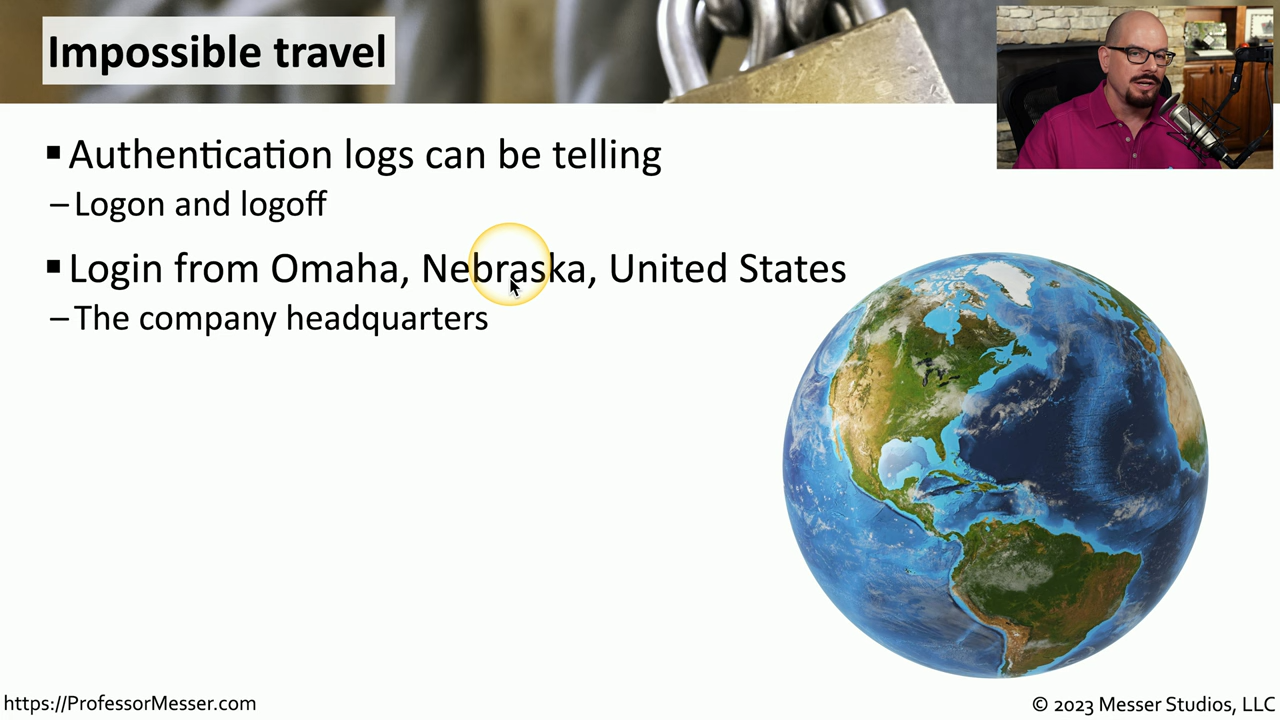 Impossible travel
▪ Authentication logs can be telling
– Logon and logoff
▪ Login from Omaha, Nebraska, United States
– The company headquarters
https://ProfessorMesser.com
© 2023 Messer Studios, LLC